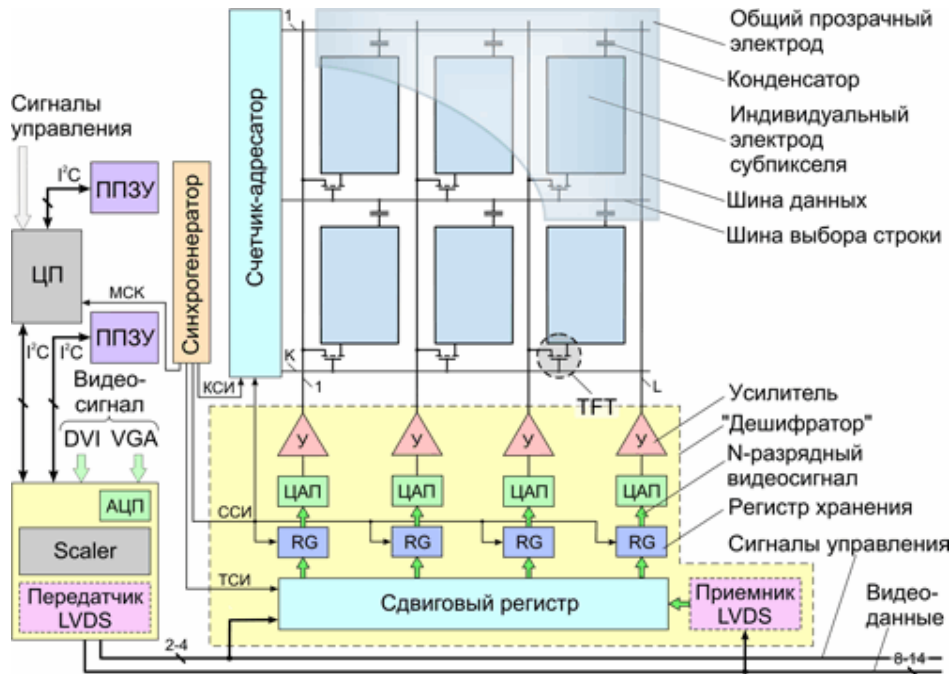 Сигналы
управления
I²C
ППЗУ
ЦП
МСК
I²C
I²C
ППЗУ
Видео-
сигнал
DVI VGA
АЦП
Scaler
Передатчик
LVDS
Синхрогенератор
Счетчик-адресатор
КСИ
ССИ
ТСИ
1
K
1
L
TFT
У
У
У
У
ЦАП
ЦАП
ЦАП
ЦАП
RG
RG
RG
RG
Сдвиговый регистр
Приемник
LVDS
2-4
8-14
Общий прозрачный
электрод
Конденсатор
Индивидуальный
электрод
субпикселя
Шина данных
Шина выбора строки
Усилитель
"Дешифратор"
N-разрядный
видеосигнал
Регистр хранения
Сигналы управления
Видео-
данные